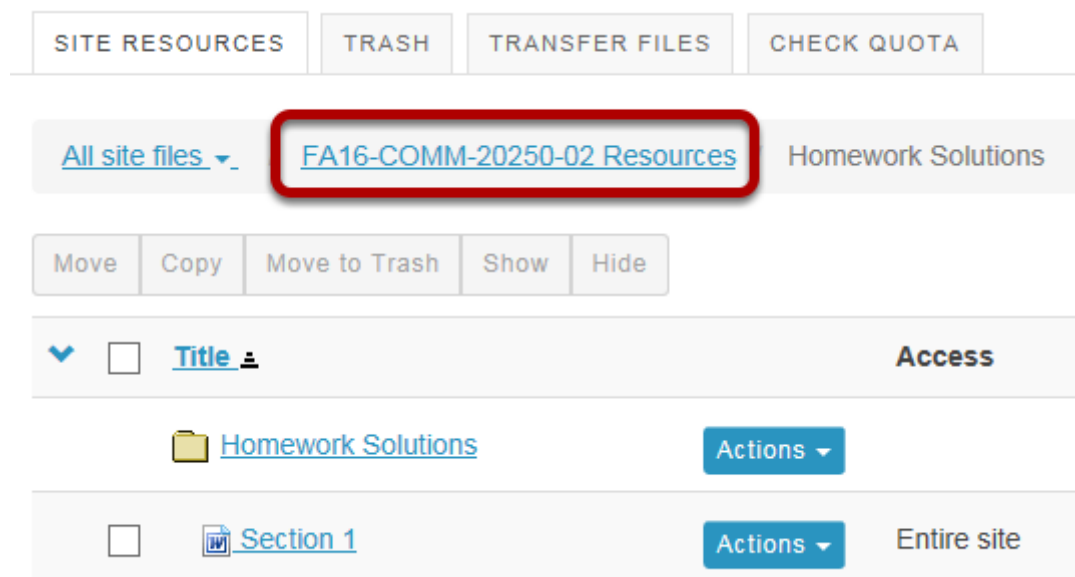 SITE RESOURCES TRASH TRANSFER FILES CHECK QUOTA
All site files FA16-COMM-20250-02 Resources / Homework Solutions
Move Copy Move to Trash Show Hide
Title Access
Homework Solutions Actions
Section 1 Actions Entire site